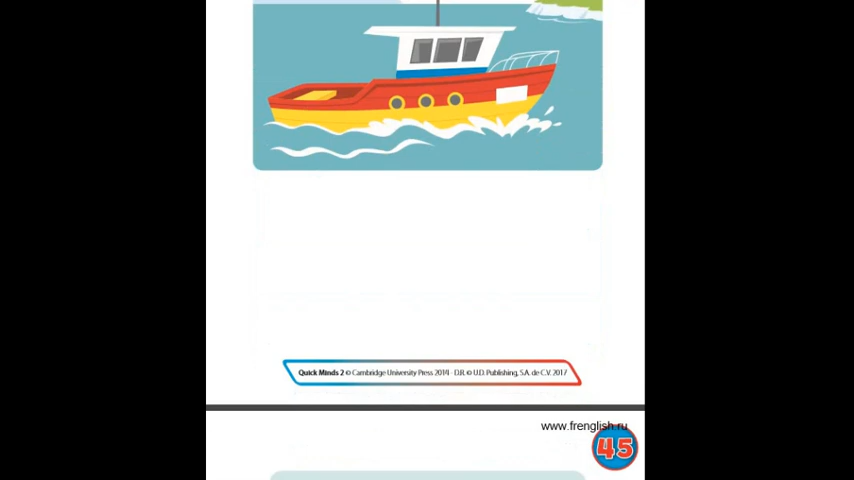 Quick Minds 2 © Cambridge University Press 2014 - D.R. © U.D. Publishing, S.A. de C.V. 2017
www.frenglish.ru
45